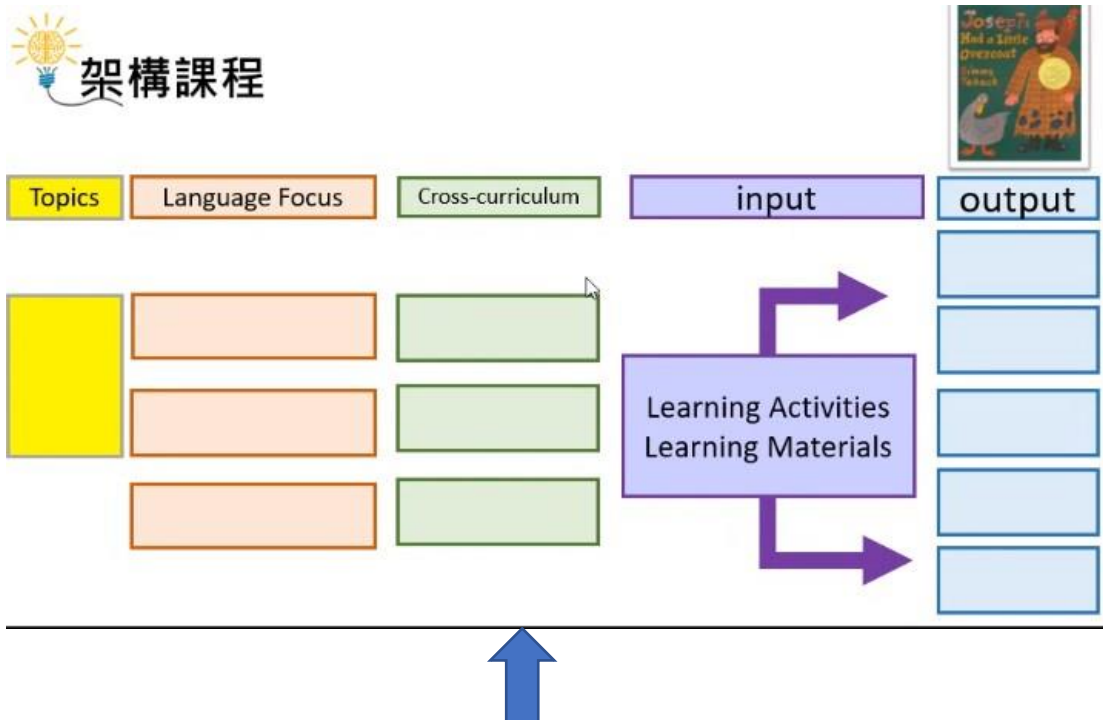 架構課程
Joseph
Had a Little
Overcoat
Simms
Taback
Topics
Language Focus
Cross-curriculum
input
output
Learning Activities
Learning Materials